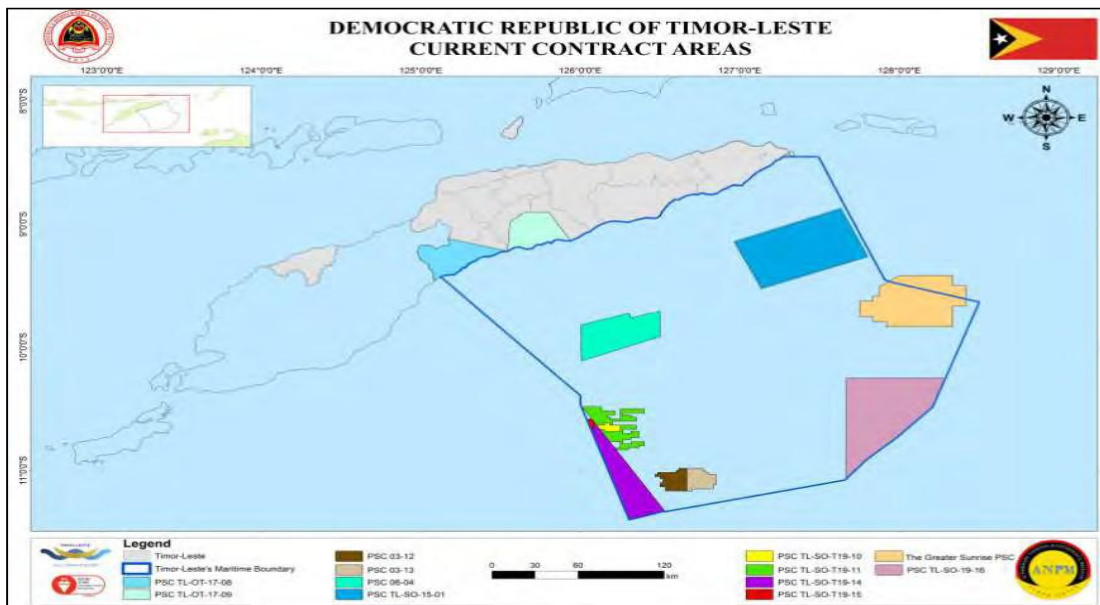 DEMOCRATIC REPUBLIC OF TIMOR-LESTE
CURRENT CONTRACT AREAS
123°0'0"E 124°0'0"E 125°0'0"E 126°0'0"E 127°0'0"E 128°0'0"E 129°0'0"E
8°0'0"S
9°0'0"S
10°0'0"S
11°0'0"S
N
W E
S
Legend
Timor-Leste
Timor-Leste's Maritime Boundary
PSC TL-OT-17-08
PSC TL-OT-17-09
PSC 03-12
PSC 03-13
PSC 06-04
PSC TL-SO-15-01
0 30 60 120
km
PSC TL-SO-T19-10
PSC TL-SO-T19-11
PSC TL-SO-T19-14
PSC TL-SO-T19-15
The Greater Sunrise PSC
PSC TL-SO-19-16
ANPM